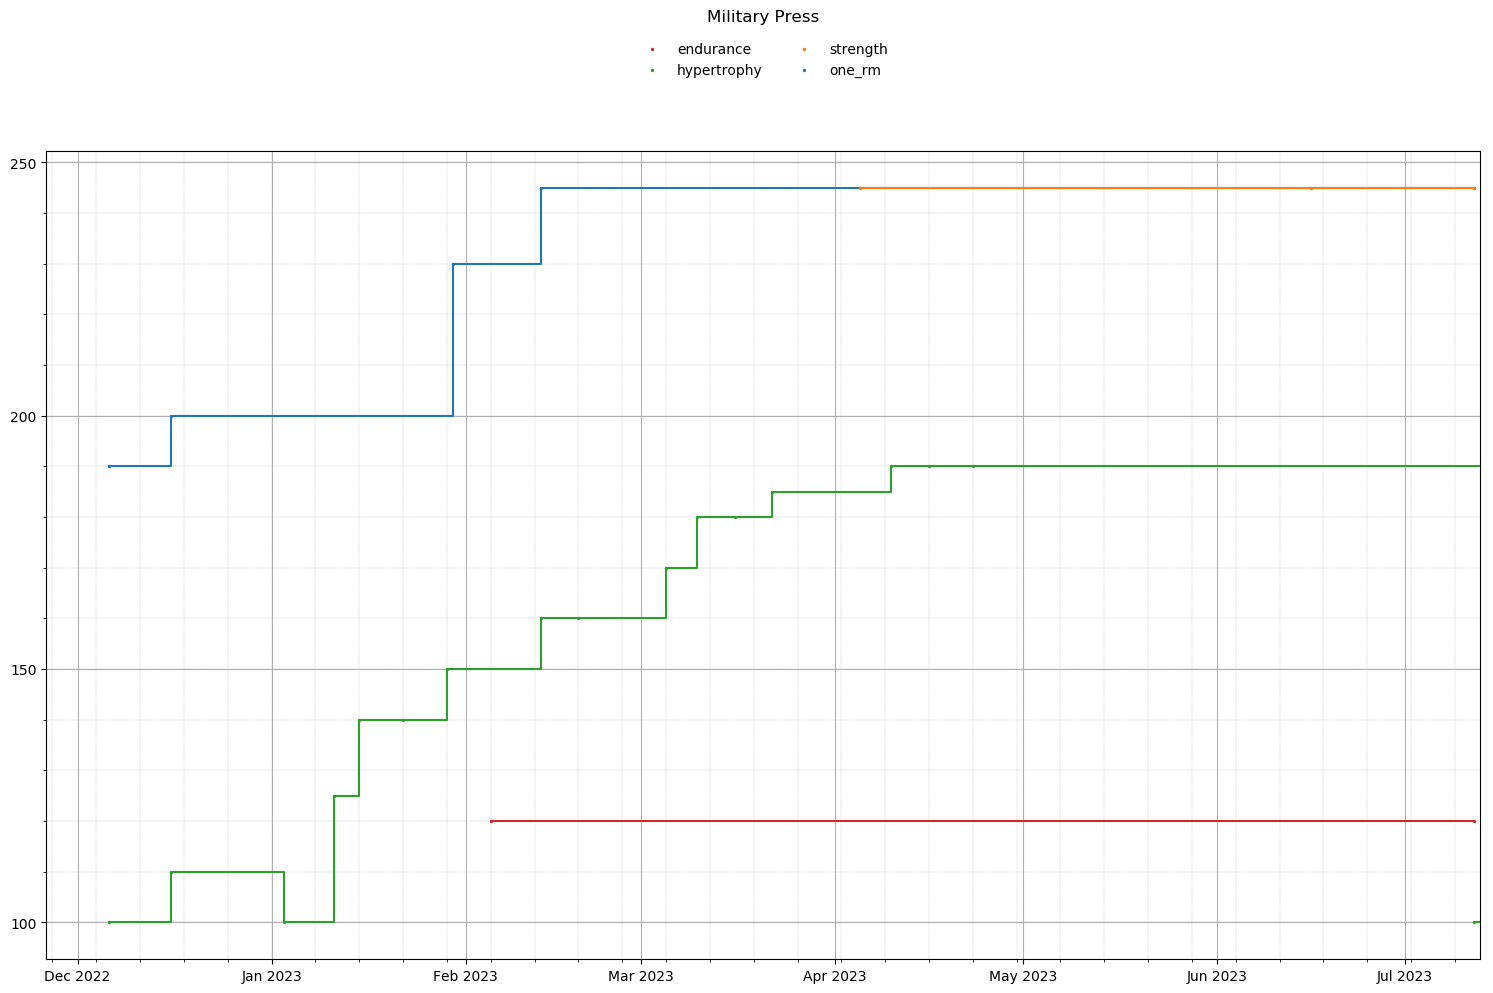 Military Press
endurance strength
hypertrophy one_rm
250
200
150
100
Dec 2022 Jan 2023 Feb 2023 Mar 2023 Apr 2023 May 2023 Jun 2023 Jul 2023